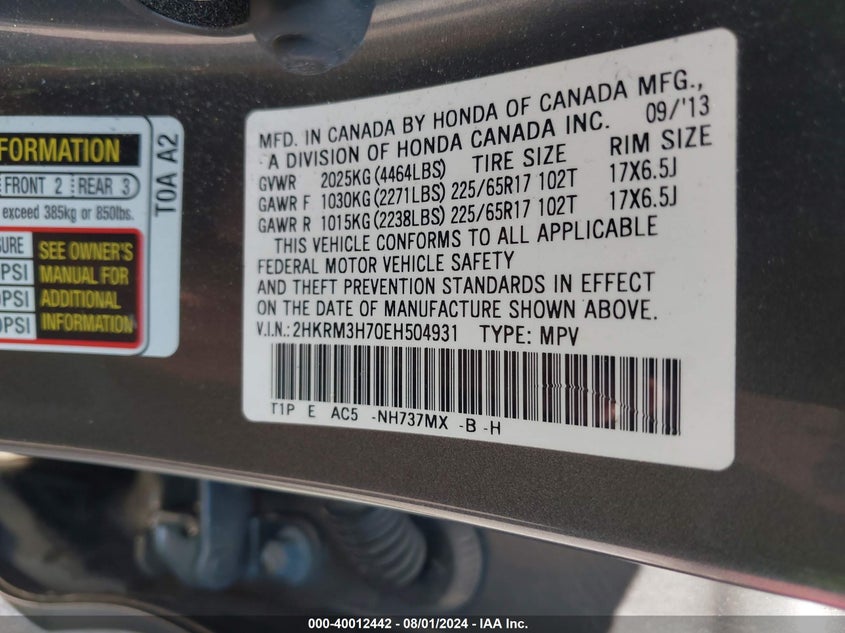 FORMATION
FRONT 2 REAR 3
exceed 385kg or 850lbs.
PSI
PSI
PSI
SEE OWNER'S
MANUAL FOR
ADDITIONAL
INFORMATION
T0A A2
MFD. IN CANADA BY HONDA OF CANADA MFG.,
A DIVISION OF HONDA CANADA INC. 09/'13
GVWR 2025KG (4464LBS) TIRE SIZE RIM SIZE
GAWR F 1030KG (2271LBS) 225/65R17 102T 17X6.5J
GAWR R 1015KG (2238LBS) 225/65R17 102T 17X6.5J
THIS VEHICLE CONFORMS TO ALL APPLICABLE
FEDERAL MOTOR VEHICLE SAFETY
AND THEFT PREVENTION STANDARDS IN EFFECT
ON THE DATE OF MANUFACTURE SHOWN ABOVE.
V.I.N.: 2HKRM3H70EH504931 TYPE: MPV
T1P E AC5 -NH737MX -B -H
000-40012442 - 08/01/2024 - IAA Inc.